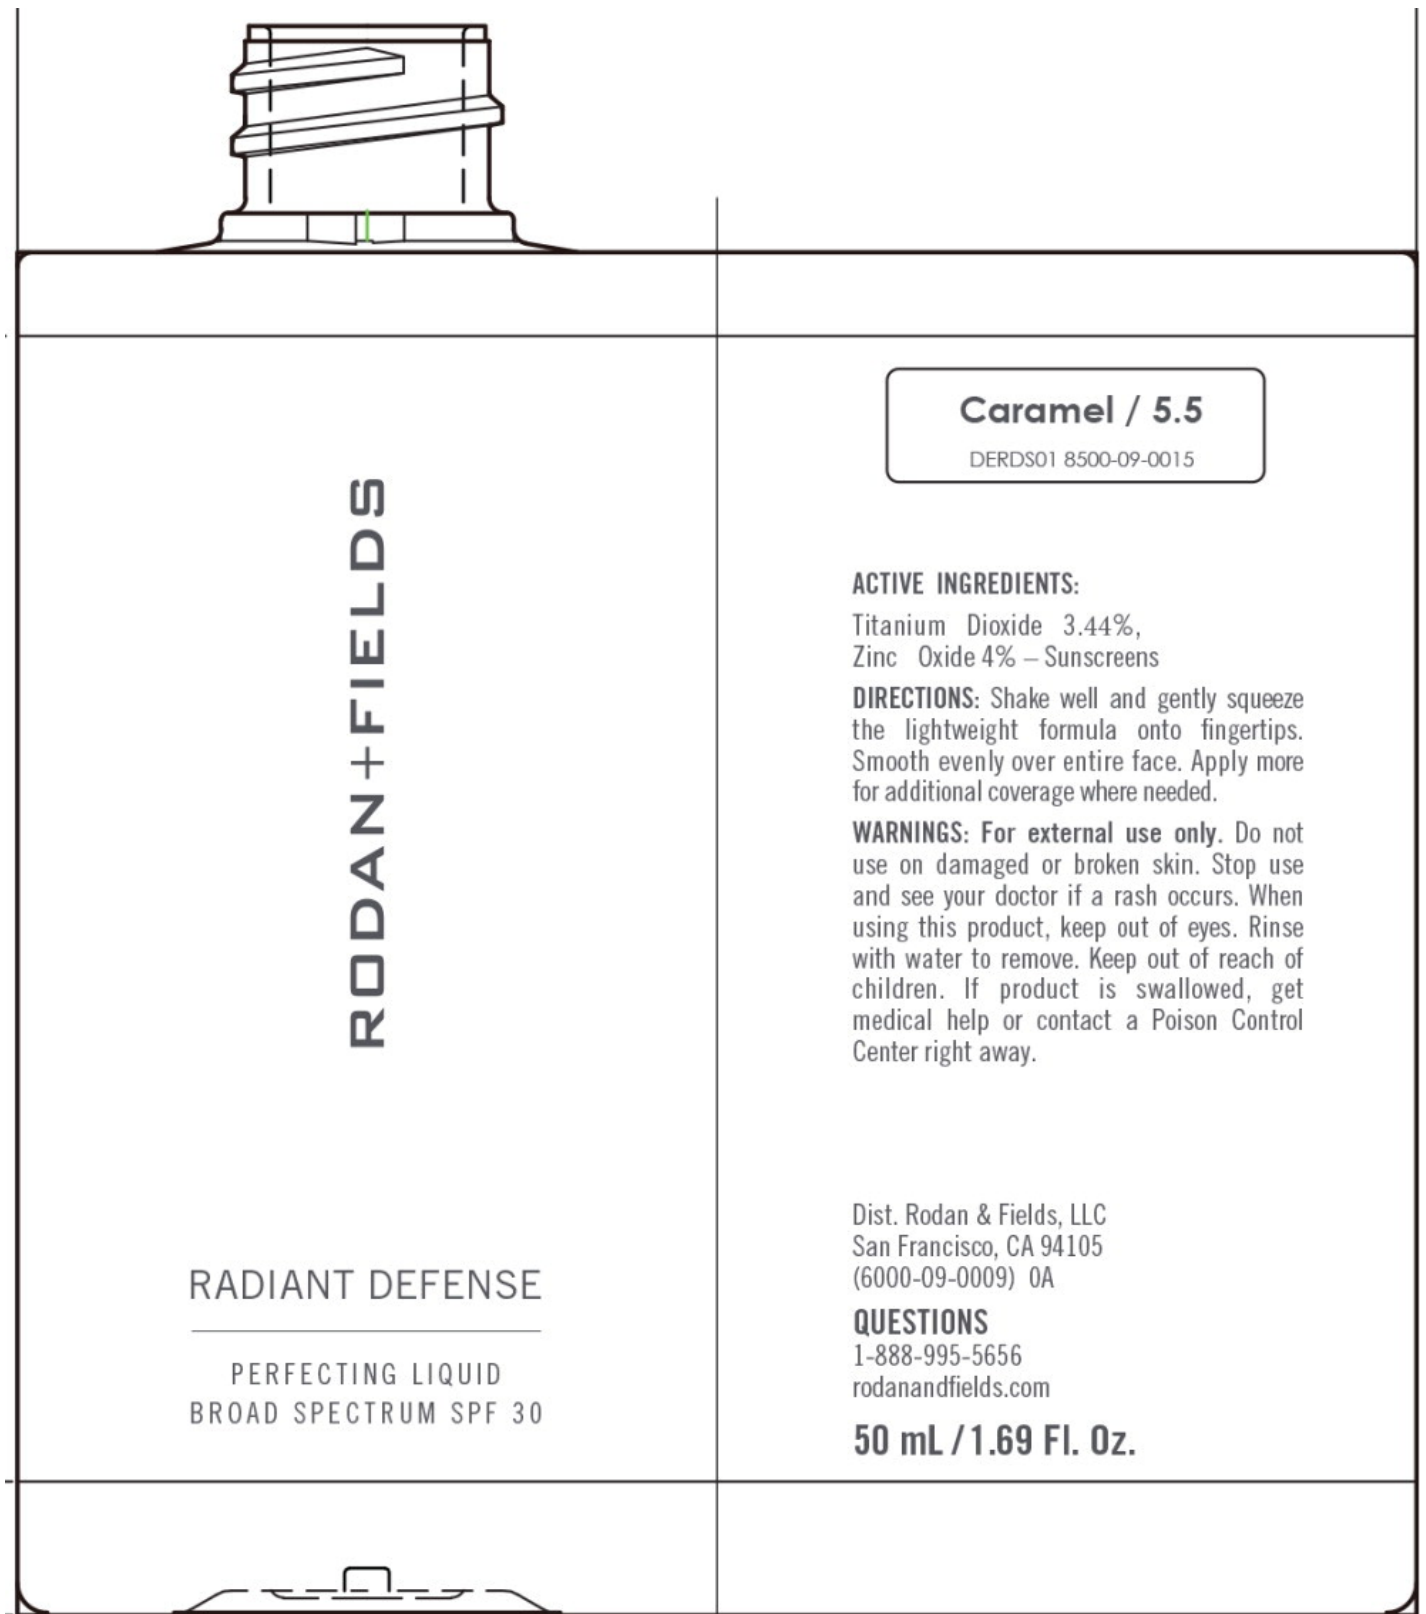 RODAN+FIELDS
RADIANT DEFENSE
PERFECTING LIQUID
BROAD SPECTRUM SPF 30
Caramel / 5.5
DERDS01 8500-09-0015
ACTIVE INGREDIENTS:
Titanium Dioxide 3.44%,
Zinc Oxide 4% – Sunscreens
DIRECTIONS: Shake well and gently squeeze
the lightweight formula onto fingertips.
Smooth evenly over entire face. Apply more
for additional coverage where needed.
WARNINGS: For external use only. Do not
use on damaged or broken skin. Stop use
and see your doctor if a rash occurs. When
using this product, keep out of eyes. Rinse
with water to remove. Keep out of reach of
children. If product is swallowed, get
medical help or contact a Poison Control
Center right away.
Dist. Rodan & Fields, LLC
San Francisco, CA 94105
(6000-09-0009) 0A
QUESTIONS
1-888-995-5656
rodanandfields.com
50 mL / 1.69 Fl. Oz.